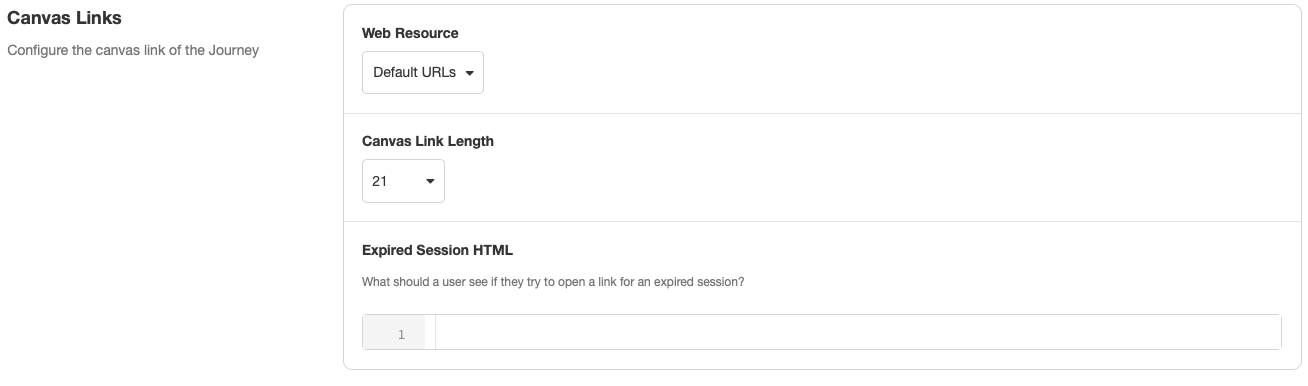 Canvas Links
Configure the canvas link of the Journey
Web Resource
Default URLs
Canvas Link Length
21
Expired Session HTML
What should a user see if they try to open a link for an expired session?
1